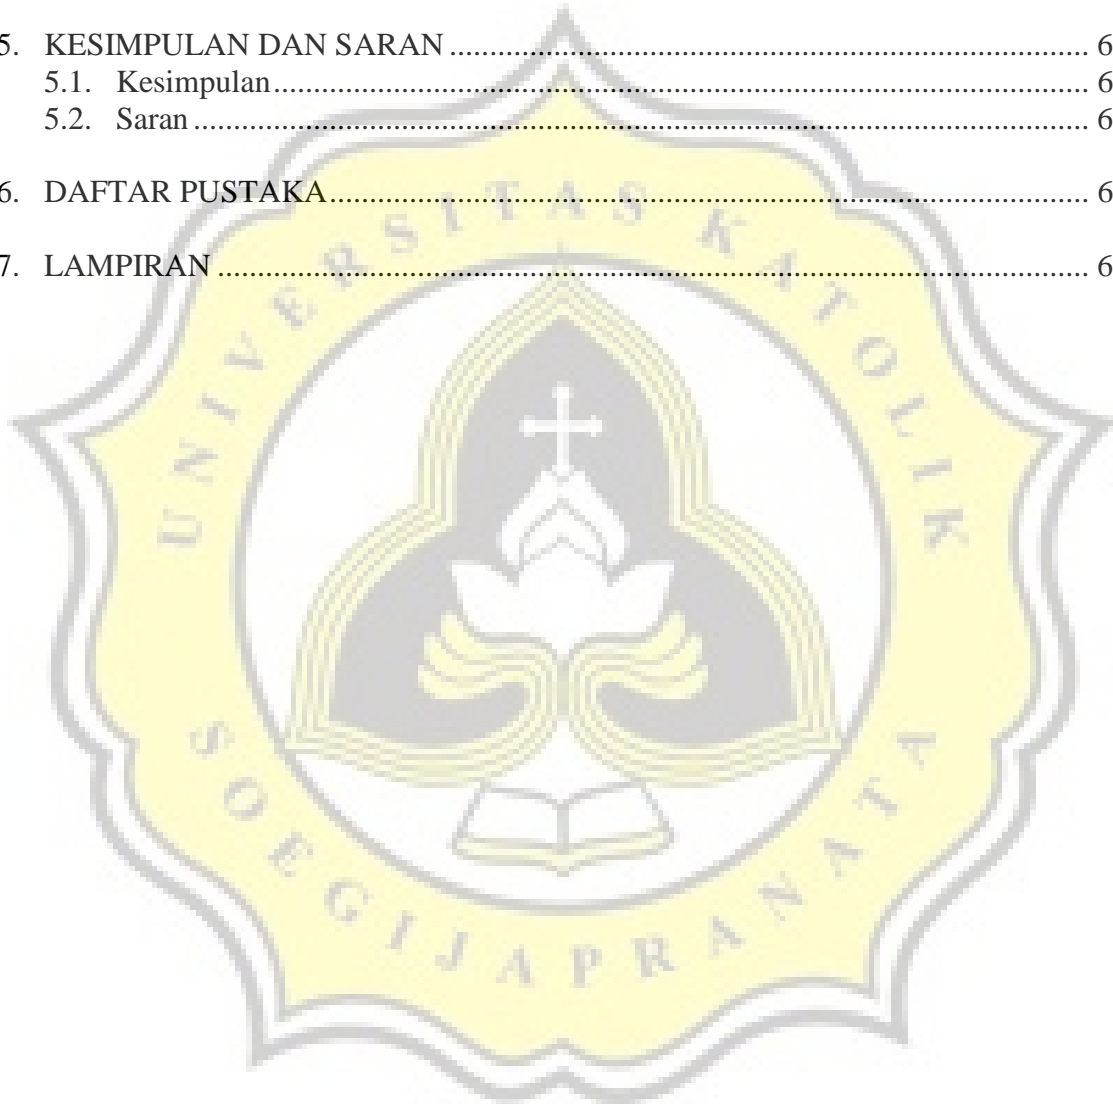 5. KESIMPULAN DAN SARAN ........................................................................ 6
5.1. Kesimpulan ........................................................................ 6
5.2. Saran ........................................................................ 6
6. DAFTAR PUSTAKA ........................................................................ 6
7. LAMPIRAN ........................................................................ 6
UNIVERSITAS KATOLIK
SOEGIJAPRANATA